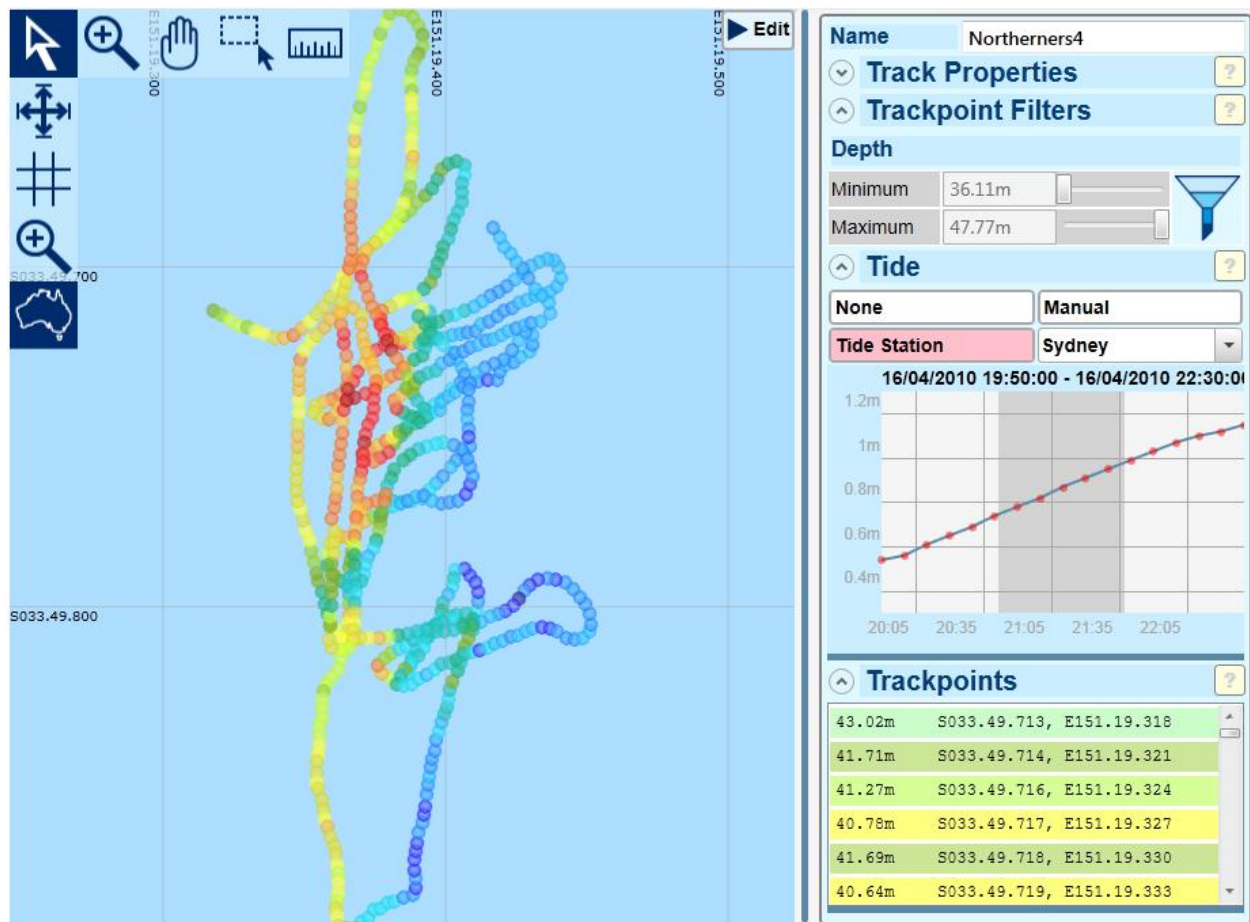 E151.19.300
E151.19.400
E151.19.500
Edit
S033.49.700
S033.49.800
Name Northerners4
Track Properties ?
Trackpoint Filters ?
Depth
Minimum 36.11m
Maximum 47.77m
Tide ?
None Manual
Tide Station Sydney
16/04/2010 19:50:00 - 16/04/2010 22:30:00
1.2m
1m
0.8m
0.6m
0.4m
20:05 20:35 21:05 21:35 22:05
Trackpoints ?
43.02m S033.49.713, E151.19.318
41.71m S033.49.714, E151.19.321
41.27m S033.49.716, E151.19.324
40.78m S033.49.717, E151.19.327
41.69m S033.49.718, E151.19.330
40.64m S033.49.719, E151.19.333